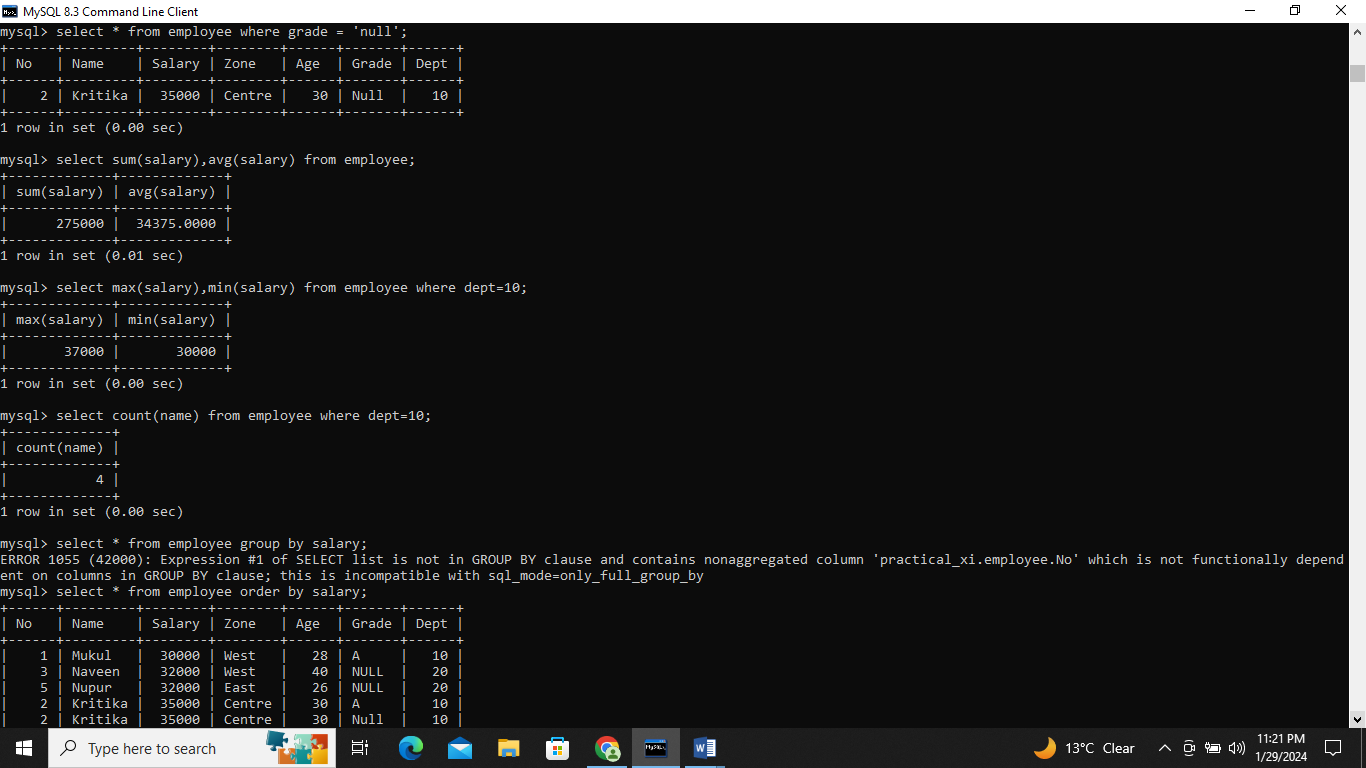 MySQL 8.3 Command Line Client
mysql> select * from employee where grade = 'null';
+------+---------+--------+--------+------+-------+------+
| No   | Name    | Salary | Zone   | Age  | Grade | Dept |
+------+---------+--------+--------+------+-------+------+
|    2 | Kritika |  35000 | Centre |   30 | Null  |   10 |
+------+---------+--------+--------+------+-------+------+
1 row in set (0.00 sec)
mysql> select sum(salary),avg(salary) from employee;
+-------------+-------------+
| sum(salary) | avg(salary) |
+-------------+-------------+
|      275000 |  34375.0000 |
+-------------+-------------+
1 row in set (0.01 sec)
mysql> select max(salary),min(salary) from employee where dept=10;
+-------------+-------------+
| max(salary) | min(salary) |
+-------------+-------------+
|       37000 |       30000 |
+-------------+-------------+
1 row in set (0.00 sec)
mysql> select count(name) from employee where dept=10;
+-------------+
| count(name) |
+-------------+
|           4 |
+-------------+
1 row in set (0.00 sec)
mysql> select * from employee group by salary;
ERROR 1055 (42000): Expression #1 of SELECT list is not in GROUP BY clause and contains nonaggregated column 'practical_xi.employee.No' which is not functionally depend
ent on columns in GROUP BY clause; this is incompatible with sql_mode=only_full_group_by
mysql> select * from employee order by salary;
+------+---------+--------+--------+------+-------+------+
| No   | Name    | Salary | Zone   | Age  | Grade | Dept |
+------+---------+--------+--------+------+-------+------+
|    1 | Mukul   |  30000 | West   |   28 | A     |   10 |
|    3 | Naveen  |  32000 | West   |   40 | NULL  |   20 |
|    5 | Nupur   |  32000 | East   |   26 | NULL  |   20 |
|    2 | Kritika |  35000 | Centre |   30 | A     |   10 |
|    2 | Kritika |  35000 | Centre |   30 | Null  |   10 |
Type here to search
13°C Clear
11:21 PM
1/29/2024